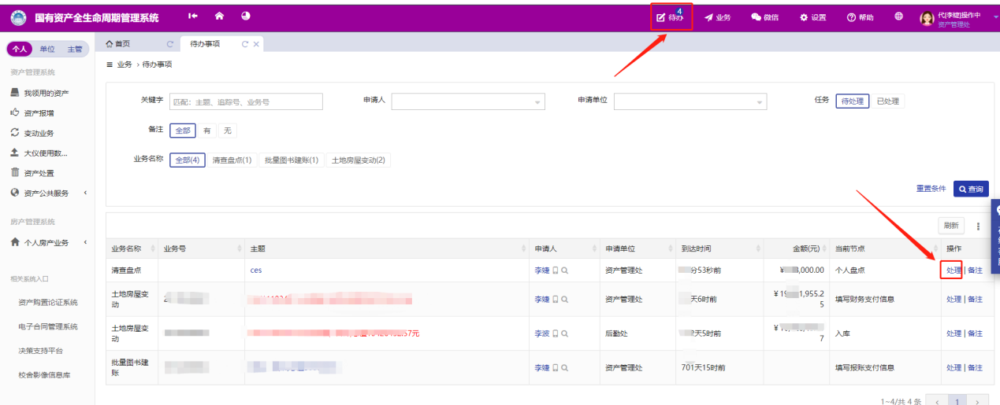 国有资产全生命周期管理系统
待办
4
业务
微信
设置
帮助
代[李婕]操作中
资产管理处
个人
单位
主管
首页
待办事项
业务 › 待办事项
资产管理系统
我领用的资产
资产报增
变动业务
大仪使用数...
资产处置
资产公共服务
房产管理系统
个人房产业务
相关系统入口
资产购置论证系统
电子合同管理系统
决策支持平台
校舍影像信息库
关键字
匹配：主题、追踪号、业务号
申请人
申请单位
任务
待处理
已处理
备注
全部
有
无
业务名称
全部(4)
清查盘点(1)
批量图书建账(1)
土地房屋变动(2)
重置条件
查询
刷新
业务名称 业务号 主题 申请人 申请单位 到达时间 金额(元) 当前节点 操作
清查盘点 ces 李婕 资产管理处 分53秒前 ¥ ,000.00 个人盘点 处理 | 备注
土地房屋变动 李婕 资产管理处 天6时前 ¥ 19 1,955.25 填写财务支付信息 处理 | 备注
土地房屋变动 李波 后勤处 天5时前 ¥ 7 入库 处理 | 备注
批量图书建账 李婕 资产管理处 701天15时前 填写报账支付信息 处理 | 备注
1~4/共 4 条
1